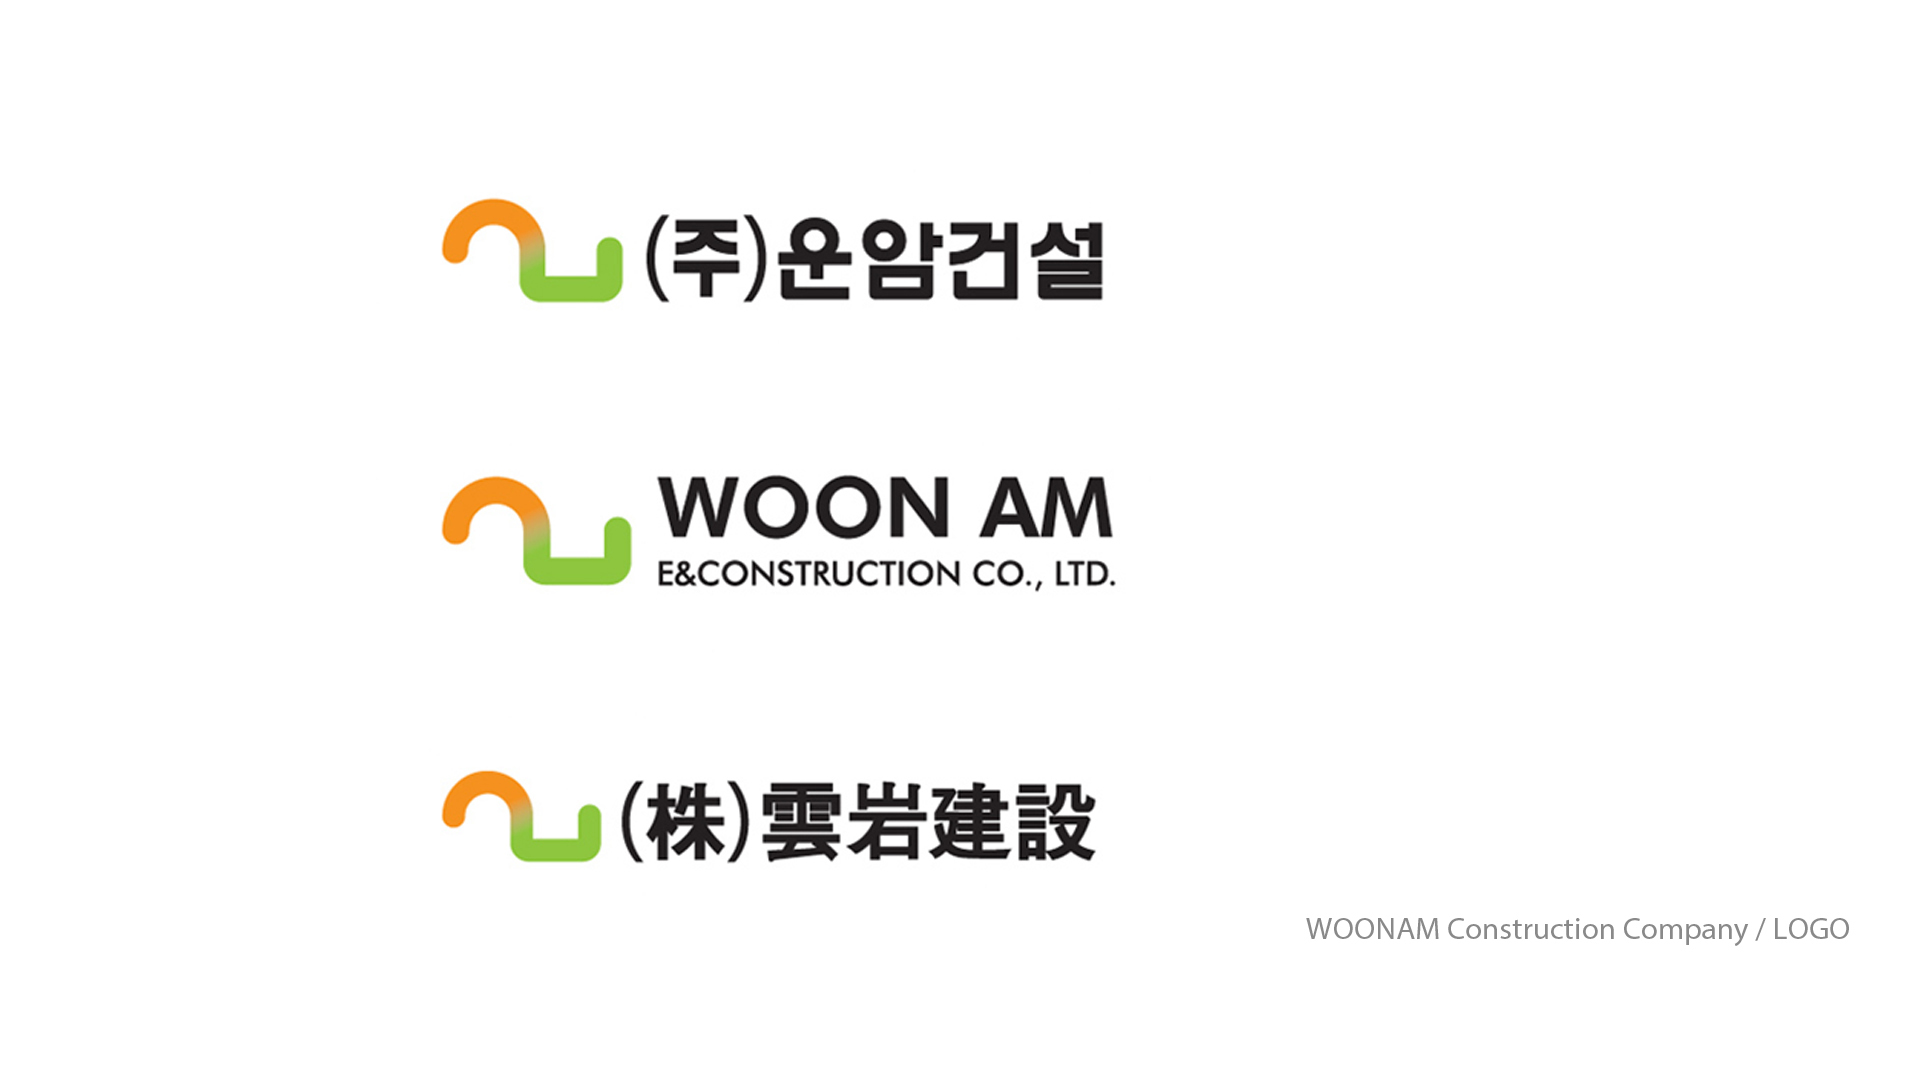 (주)운암건설
WOON AM
E&CONSTRUCTION CO., LTD.
(株)雲岩建設
WOONAM Construction Company / LOGO